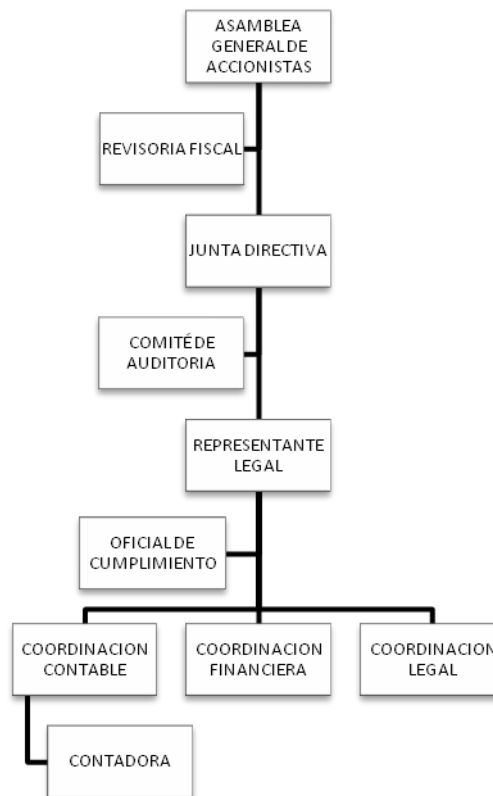 ASAMBLEA
GENERAL DE
ACCIONISTAS
REVISORIA FISCAL
JUNTA DIRECTIVA
COMITÉ DE
AUDITORIA
REPRESENTANTE
LEGAL
OFICIAL DE
CUMPLIMIENTO
COORDINACION
CONTABLE
COORDINACION
FINANCIERA
COORDINACION
LEGAL
CONTADORA